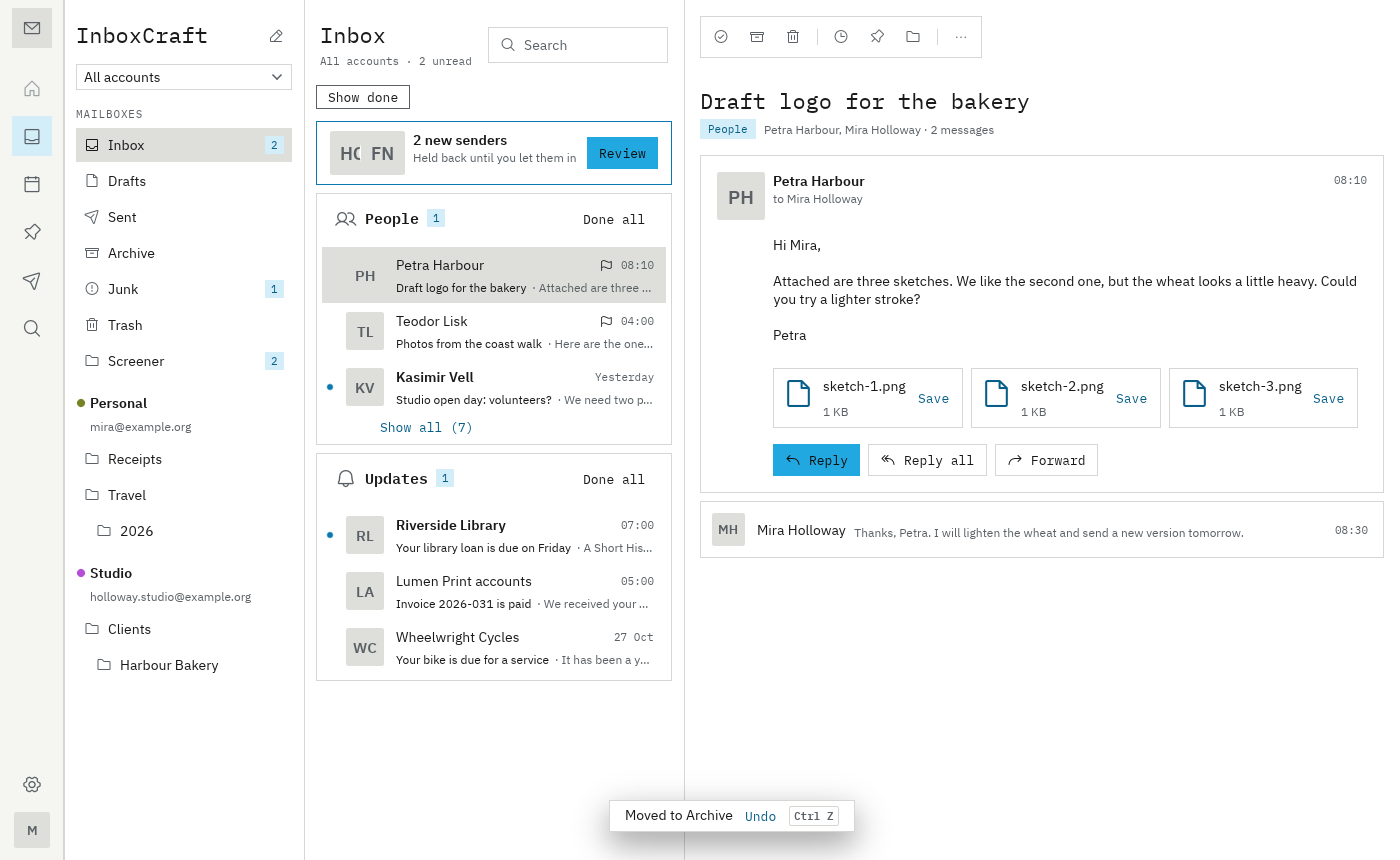 InboxCraft
All accounts
MAILBOXES
Inbox 2
Drafts
Sent
Archive
Junk 1
Trash
Screener 2
Personal
mira@example.org
Receipts
Travel
2026
Studio
holloway.studio@example.org
Clients
Harbour Bakery
M
Inbox
All accounts · 2 unread
Search
Show done
FN
2 new senders
Held back until you let them in
Review
People 1 Done all
PH Petra Harbour 08:10
Draft logo for the bakery · Attached are three ...
TL Teodor Lisk 04:00
Photos from the coast walk · Here are the one...
KV Kasimir Vell Yesterday
Studio open day: volunteers? · We need two p...
Show all (7)
Updates 1 Done all
RL Riverside Library 07:00
Your library loan is due on Friday · A Short His...
LA Lumen Print accounts 05:00
Invoice 2026-031 is paid · We received your ...
WC Wheelwright Cycles 27 Oct
Your bike is due for a service · It has been a y...
Draft logo for the bakery
People Petra Harbour, Mira Holloway · 2 messages
PH Petra Harbour 08:10
to Mira Holloway
Hi Mira,
Attached are three sketches. We like the second one, but the wheat looks a little heavy. Could
you try a lighter stroke?
Petra
sketch-1.png 1 KB Save
sketch-2.png 1 KB Save
sketch-3.png 1 KB Save
Reply Reply all Forward
MH Mira Holloway Thanks, Petra. I will lighten the wheat and send a new version tomorrow. 08:30
Moved to Archive Undo Ctrl Z